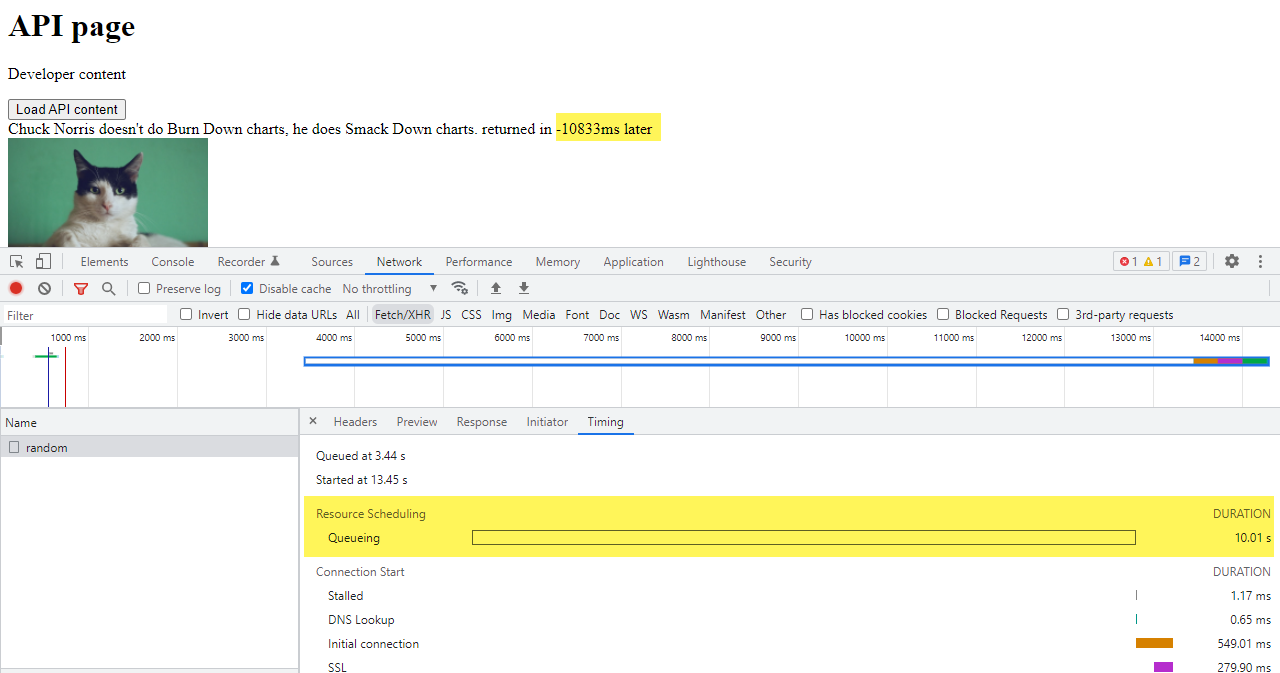 API page
Developer content
Load API content
Chuck Norris doesn't do Burn Down charts, he does Smack Down charts. returned in -10833ms later
Elements Console Recorder Sources Network Performance Memory Application Lighthouse Security 1 1 2
Preserve log Disable cache No throttling
Filter Invert Hide data URLs All Fetch/XHR JS CSS Img Media Font Doc WS Wasm Manifest Other Has blocked cookies Blocked Requests 3rd-party requests
1000 ms 2000 ms 3000 ms 4000 ms 5000 ms 6000 ms 7000 ms 8000 ms 9000 ms 10000 ms 11000 ms 12000 ms 13000 ms 14000 ms
Name × Headers Preview Response Initiator Timing
random
Queued at 3.44 s
Started at 13.45 s
Resource Scheduling DURATION
Queueing 10.01 s
Connection Start DURATION
Stalled 1.17 ms
DNS Lookup 0.65 ms
Initial connection 549.01 ms
SSL 279.90 ms